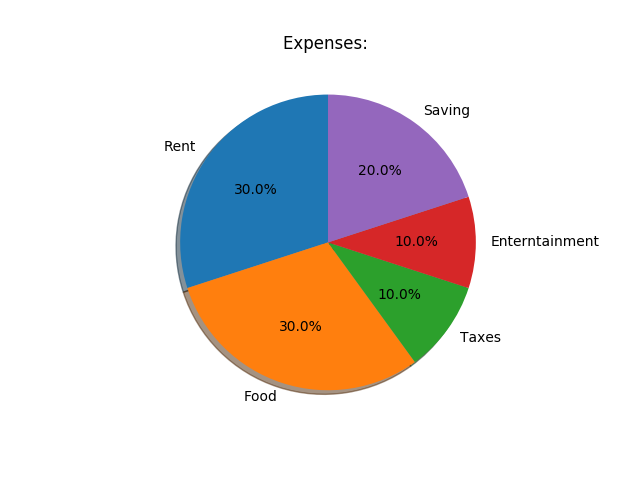 Expenses:
Saving
Rent
20.0%
30.0%
10.0%
Enterntainment
10.0%
30.0%
Taxes
Food